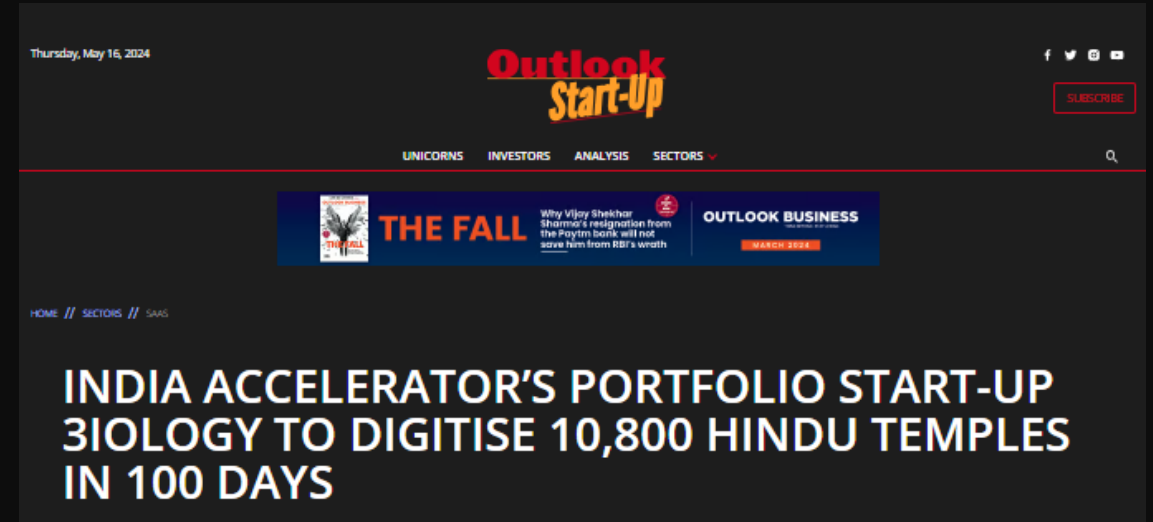 Thursday, May 16, 2024
Outlook
Start-Up
SUBSCRIBE
UNICORNS INVESTORS ANALYSIS SECTORS
THE FALL
Why Vijay Shekhar
Sharma's resignation from
the Paytm bank will not
save him from RBI's wrath
OUTLOOK BUSINESS
MARCH 2024
HOME // SECTORS // SAAS
INDIA ACCELERATOR’S PORTFOLIO START-UP
3IOLOGY TO DIGITISE 10,800 HINDU TEMPLES
IN 100 DAYS